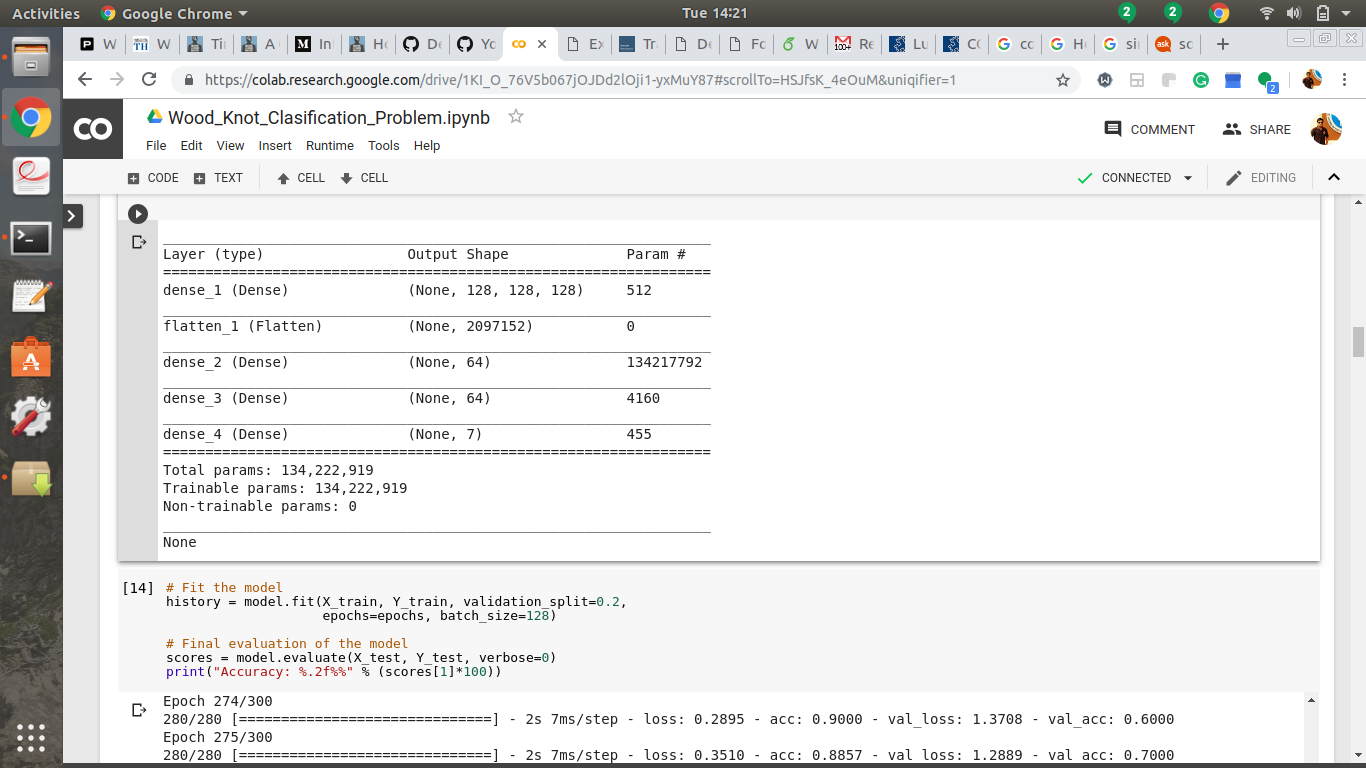 Activities Google Chrome Tue 14:21 2 2
W W Ti A In Ho De Yo Ex Tr De Fo W Re Lu CC cc Ho sir sc
https://colab.research.google.com/drive/1KI_O_76V5b067jOJDd2lOji1-yxMuY87#scrollTo=HSJfsK_4eOuM&uniqifier=1 2
CO Wood_Knot_Clasification_Problem.ipynb COMMENT SHARE
File Edit View Insert Runtime Tools Help
CODE TEXT CELL CELL CONNECTED EDITING
Layer (type) Output Shape Param #
=================================================================
dense_1 (Dense) (None, 128, 128, 128) 512
flatten_1 (Flatten) (None, 2097152) 0
dense_2 (Dense) (None, 64) 134217792
dense_3 (Dense) (None, 64) 4160
dense_4 (Dense) (None, 7) 455
=================================================================
Total params: 134,222,919
Trainable params: 134,222,919
Non-trainable params: 0
None
[14] # Fit the model
history = model.fit(X_train, Y_train, validation_split=0.2,
epochs=epochs, batch_size=128)
# Final evaluation of the model
scores = model.evaluate(X_test, Y_test, verbose=0)
print("Accuracy: %.2f%%" % (scores[1]*100))
Epoch 274/300
280/280 [==============================] - 2s 7ms/step - loss: 0.2895 - acc: 0.9000 - val_loss: 1.3708 - val_acc: 0.6000
Epoch 275/300
280/280 [==============================] - 2s 7ms/step - loss: 0.3510 - acc: 0.8857 - val_loss: 1.2889 - val_acc: 0.7000